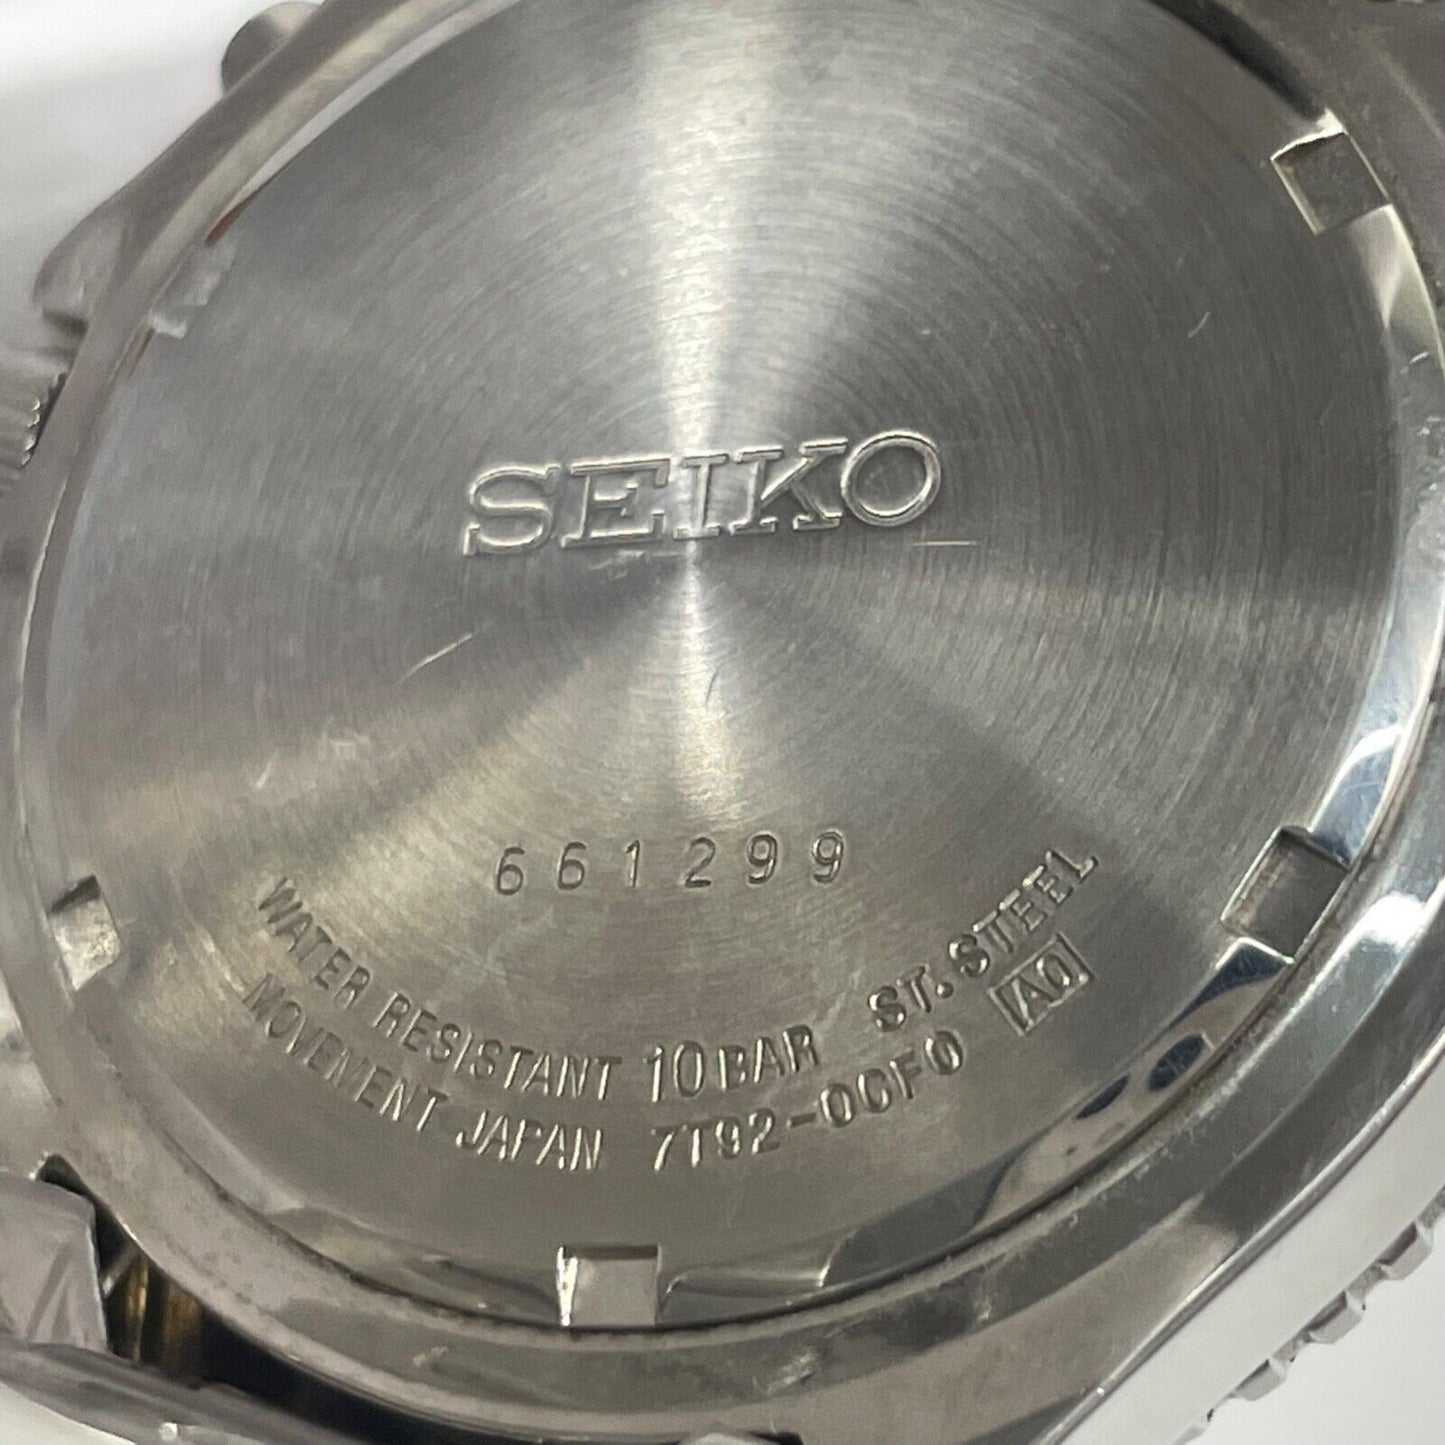 SEIKO
661299
WATER RESISTANT 10BAR ST.STEEL
MOVEMENT JAPAN 7T92-0CF0 A0